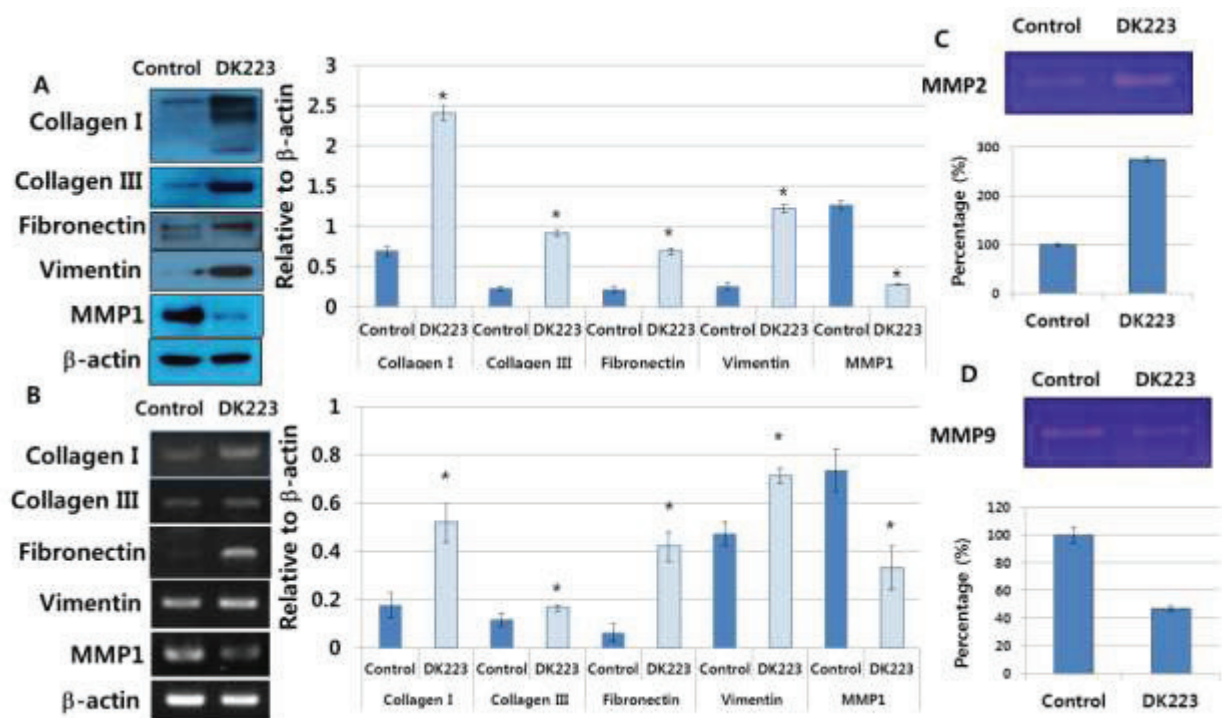 A
Control DK223
Collagen I
Collagen III
Fibronectin
Vimentin
MMP1
β-actin
Relative to β-actin
3
2.5
2
1.5
1
0.5
0
Control DK223 Control DK223 Control DK223 Control DK223 Control DK223
Collagen I Collagen III Fibronectin Vimentin MMP1
* * * * *
B
Control DK223
Collagen I
Collagen III
Fibronectin
Vimentin
MMP1
β-actin
Relative to β-actin
1
0.8
0.6
0.4
0.2
0
Control DK223 Control DK223 Control DK223 Control DK223 Control DK223
Collagen I Collagen III Fibronectin Vimentin MMP1
* * * * *
C
Control DK223
MMP2
Percentage (%)
300
200
100
0
Control DK223
D
Control DK223
MMP9
Percentage (%)
120
100
80
60
40
20
0
Control DK223